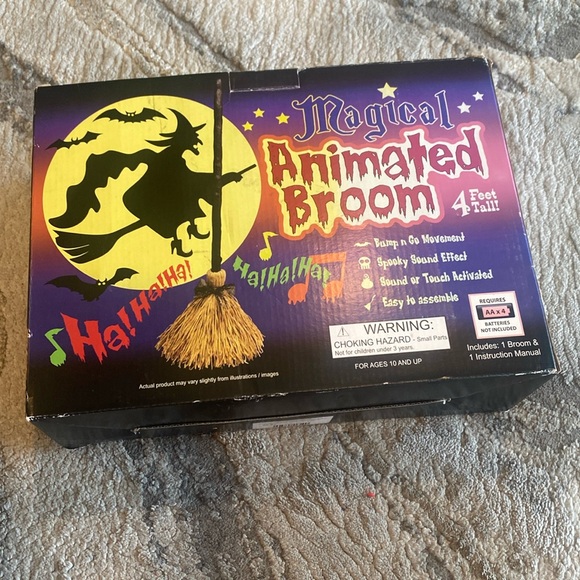 Magical
Animated
Broom
4 Feet
Tall!
Bump n Go Movement
Spooky Sound Effect
Sound or Touch Activated
Easy to assemble
Ha! Ha! Ha!
Ha! Ha! Ha!
WARNING:
CHOKING HAZARD - Small Parts
Not for children under 3 years.
FOR AGES 10 AND UP
REQUIRES
AA x 4
BATTERIES
NOT INCLUDED
Includes: 1 Broom &
1 Instruction Manual
Actual product may vary slightly from illustrations / images